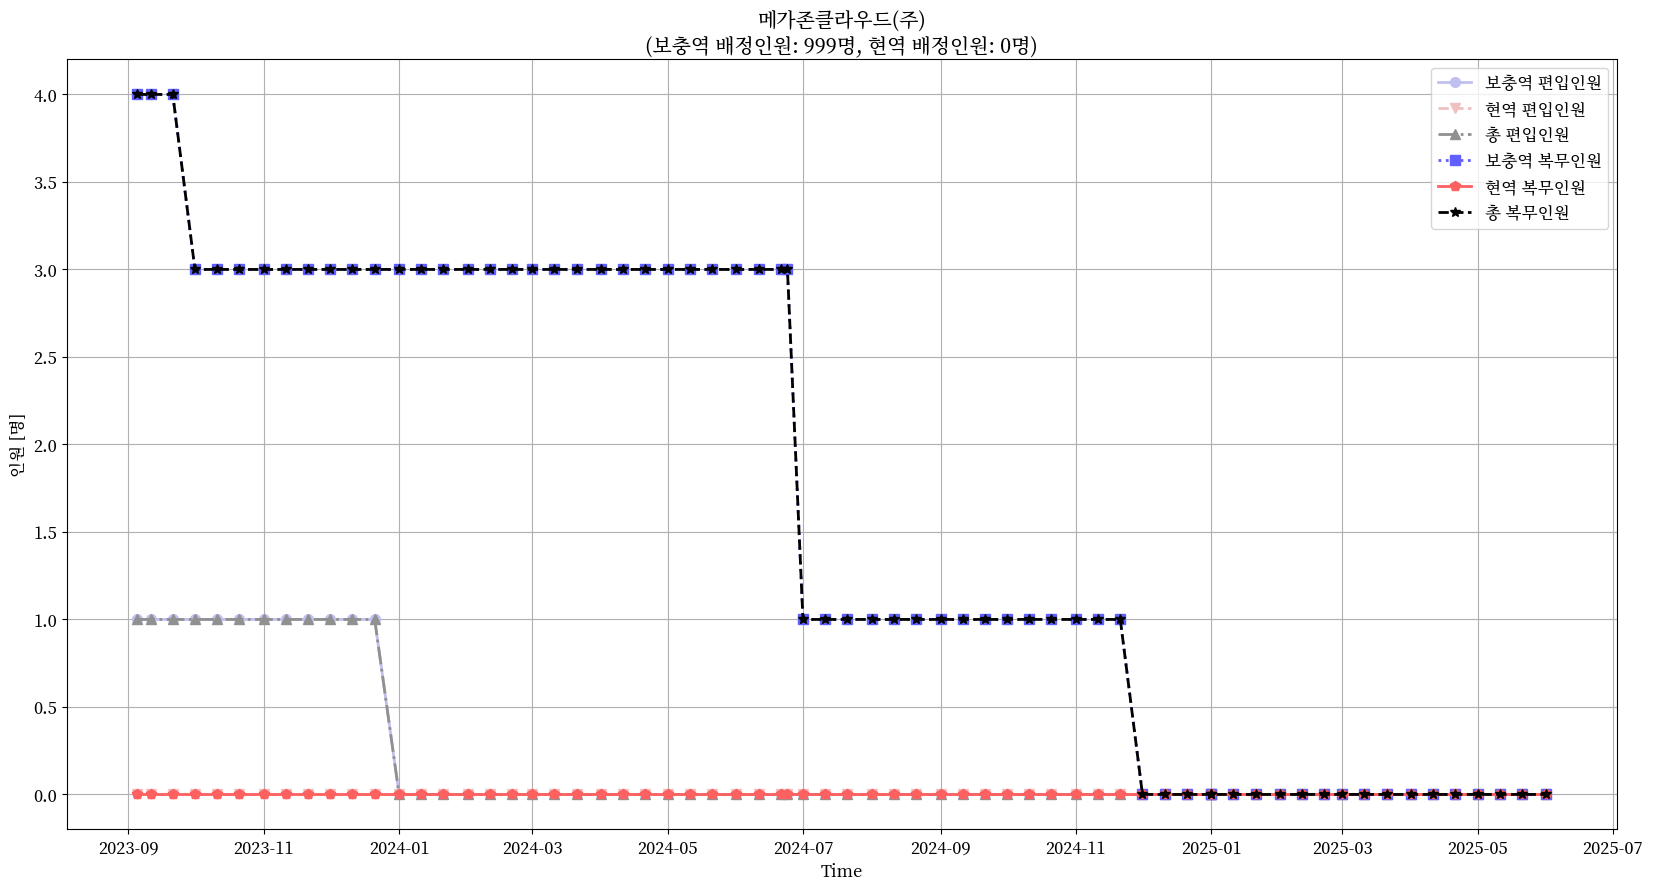 메가존클라우드(주)
(보충역 배정인원: 999명, 현역 배정인원: 0명)
보충역 편입인원
현역 편입인원
총 편입인원
보충역 복무인원
현역 복무인원
총 복무인원
인원 [명]
4.0
3.5
3.0
2.5
2.0
1.5
1.0
0.5
0.0
2023-09 2023-11 2024-01 2024-03 2024-05 2024-07 2024-09 2024-11 2025-01 2025-03 2025-05 2025-07
Time